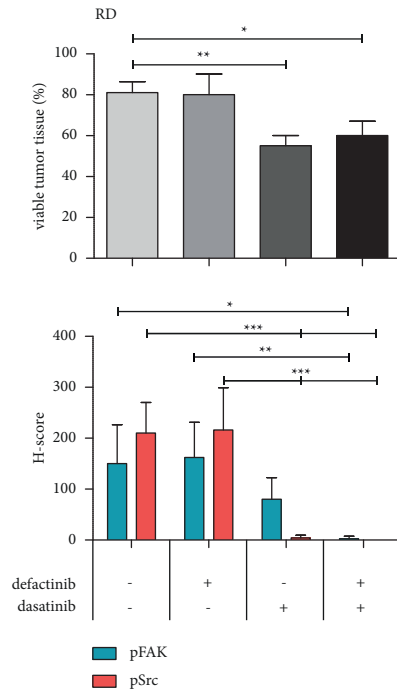 RD
*
**
100
80
60
40
20
0
viable tumor tissue (%)
*
***
**
***
400
300
200
100
0
H-score
defactinib - + - +
dasatinib - - + +
pFAK
pSrc